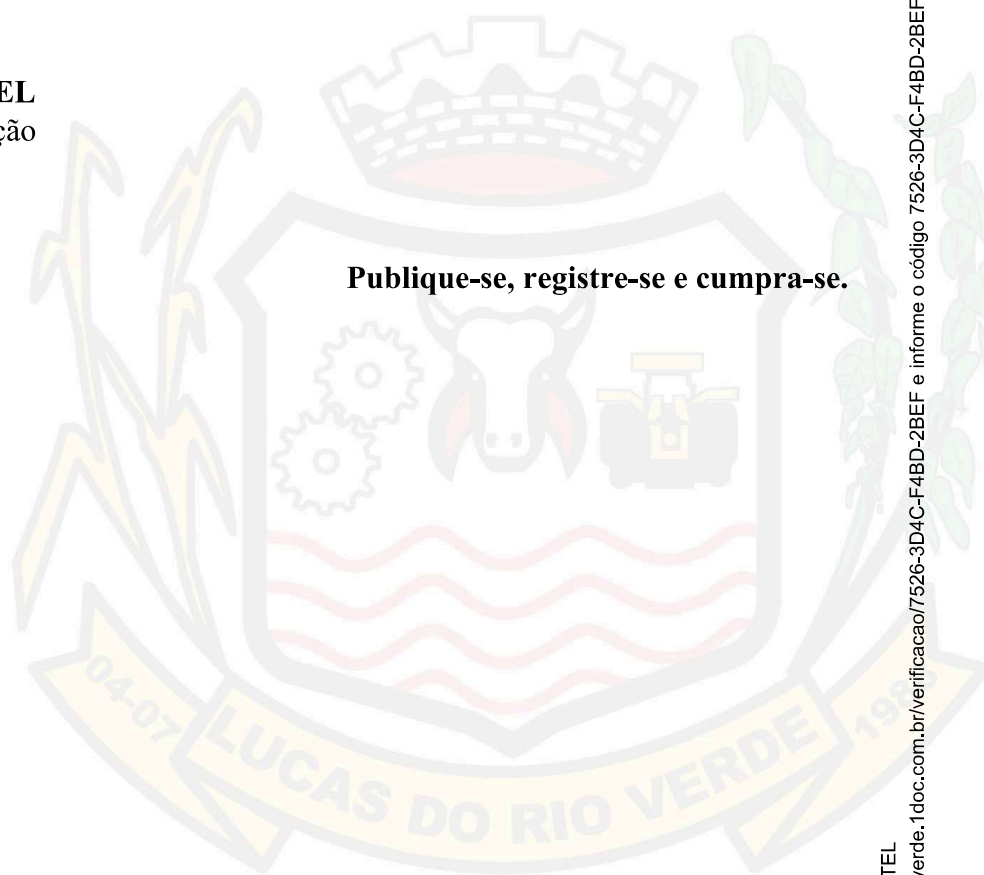 EL
ção
Publique-se, registre-se e cumpra-se.
04-07
LUCAS DO RIO VERDE
198
TEL
verde.1doc.com.br/verificacao/7526-3D4C-F4BD-2BEF e informe o código 7526-3D4C-F4BD-2BEF